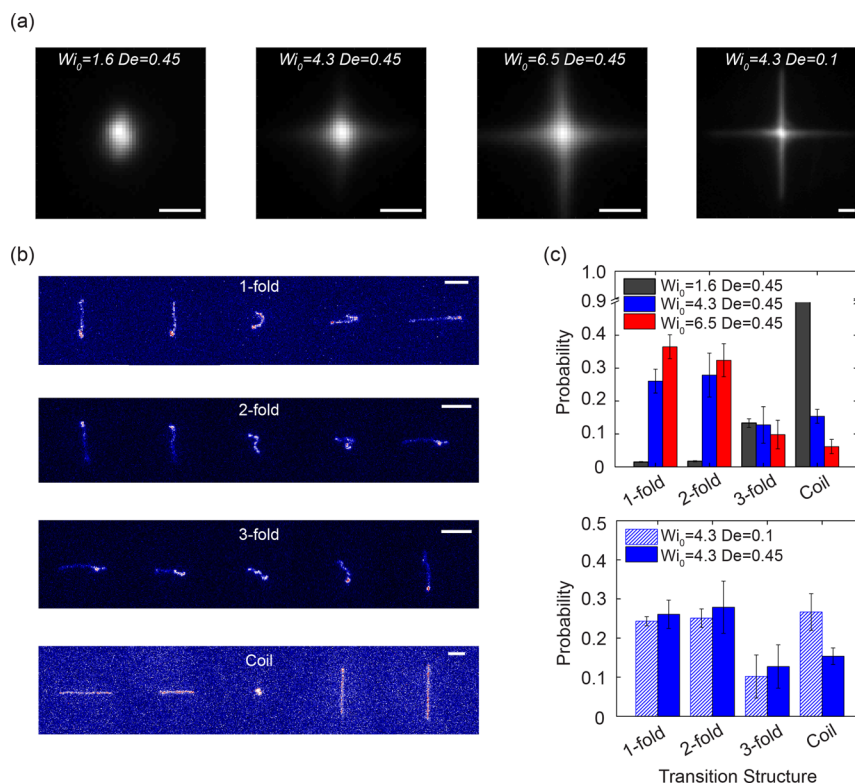 (a)
Wi₀=1.6 De=0.45
Wi₀=4.3 De=0.45
Wi₀=6.5 De=0.45
Wi₀=4.3 De=0.1
(b)
1-fold
2-fold
3-fold
Coil
(c)
Probability
1.0
0.9
0.4
0.3
0.2
0.1
0
Wi₀=1.6 De=0.45
Wi₀=4.3 De=0.45
Wi₀=6.5 De=0.45
1-fold
2-fold
3-fold
Coil
Probability
0.5
0.4
0.3
0.2
0.1
0
Wi₀=4.3 De=0.1
Wi₀=4.3 De=0.45
1-fold
2-fold
3-fold
Coil
Transition Structure